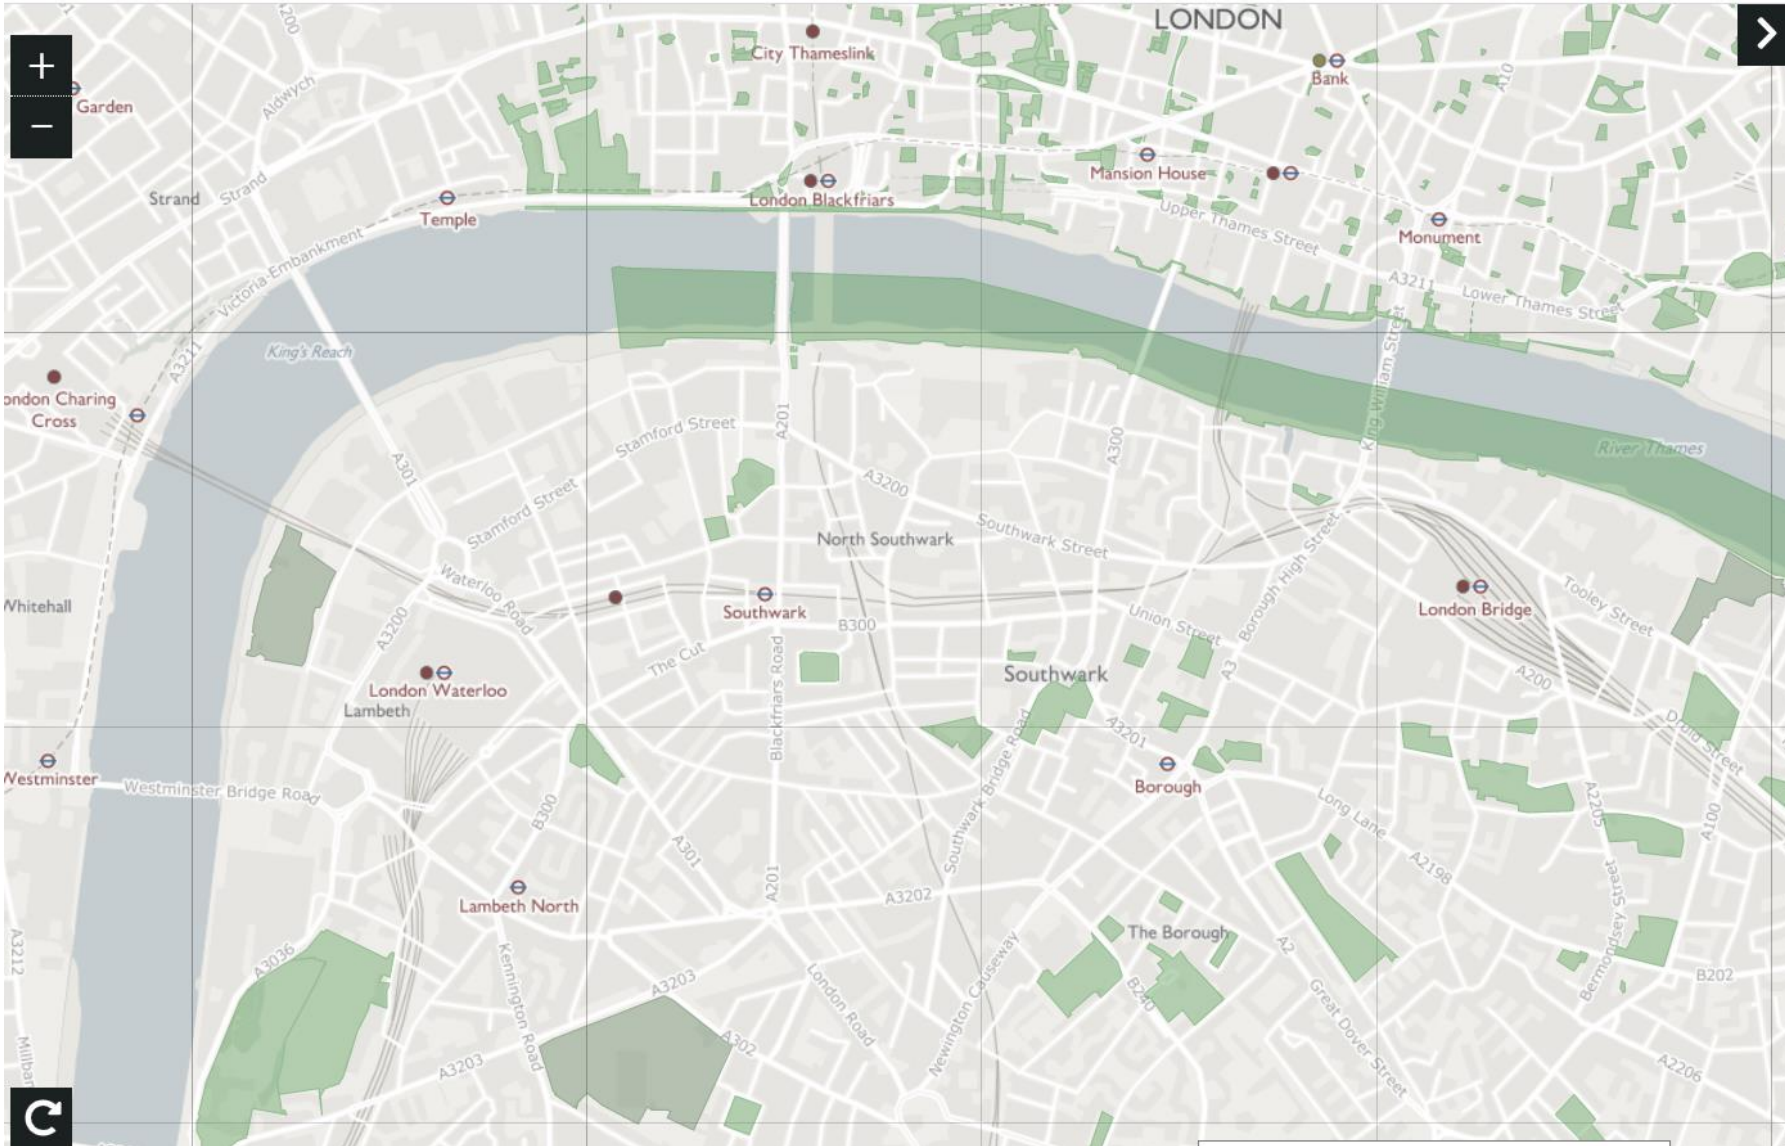 LONDON
City Thameslink
Bank
A10
A200
Garden
Aldwych
Mansion House
Strand
Strand
London Blackfriars
Temple
Upper Thames Street
Monument
Victoria Embankment
A3211
Lower Thames Street
King's Reach
A3211
King William Street
ondon Charing
Cross
A201
Stamford Street
A300
River Thames
A301
A3200
Stamford Street
North Southwark
Southwark Street
Borough High Street
Waterloo Road
Whitehall
Southwark
London Bridge
Tooley Street
A3200
B300
Union Street
The Cut
A3
A200
Southwark
London Waterloo
Lambeth
Blackfriars Road
A3201
Druid Street
Westminster
Southwark Bridge Road
Borough
Westminster Bridge Road
B300
Long Lane
A2205
A100
A301
A2198
A201
A3202
Lambeth North
Bermondsey Street
The Borough
A2
A3212
A3036
Kennington Road
London Road
Newington Causeway
B240
B202
A3203
Great Dover Street
A302
A3203
A2206
Millban